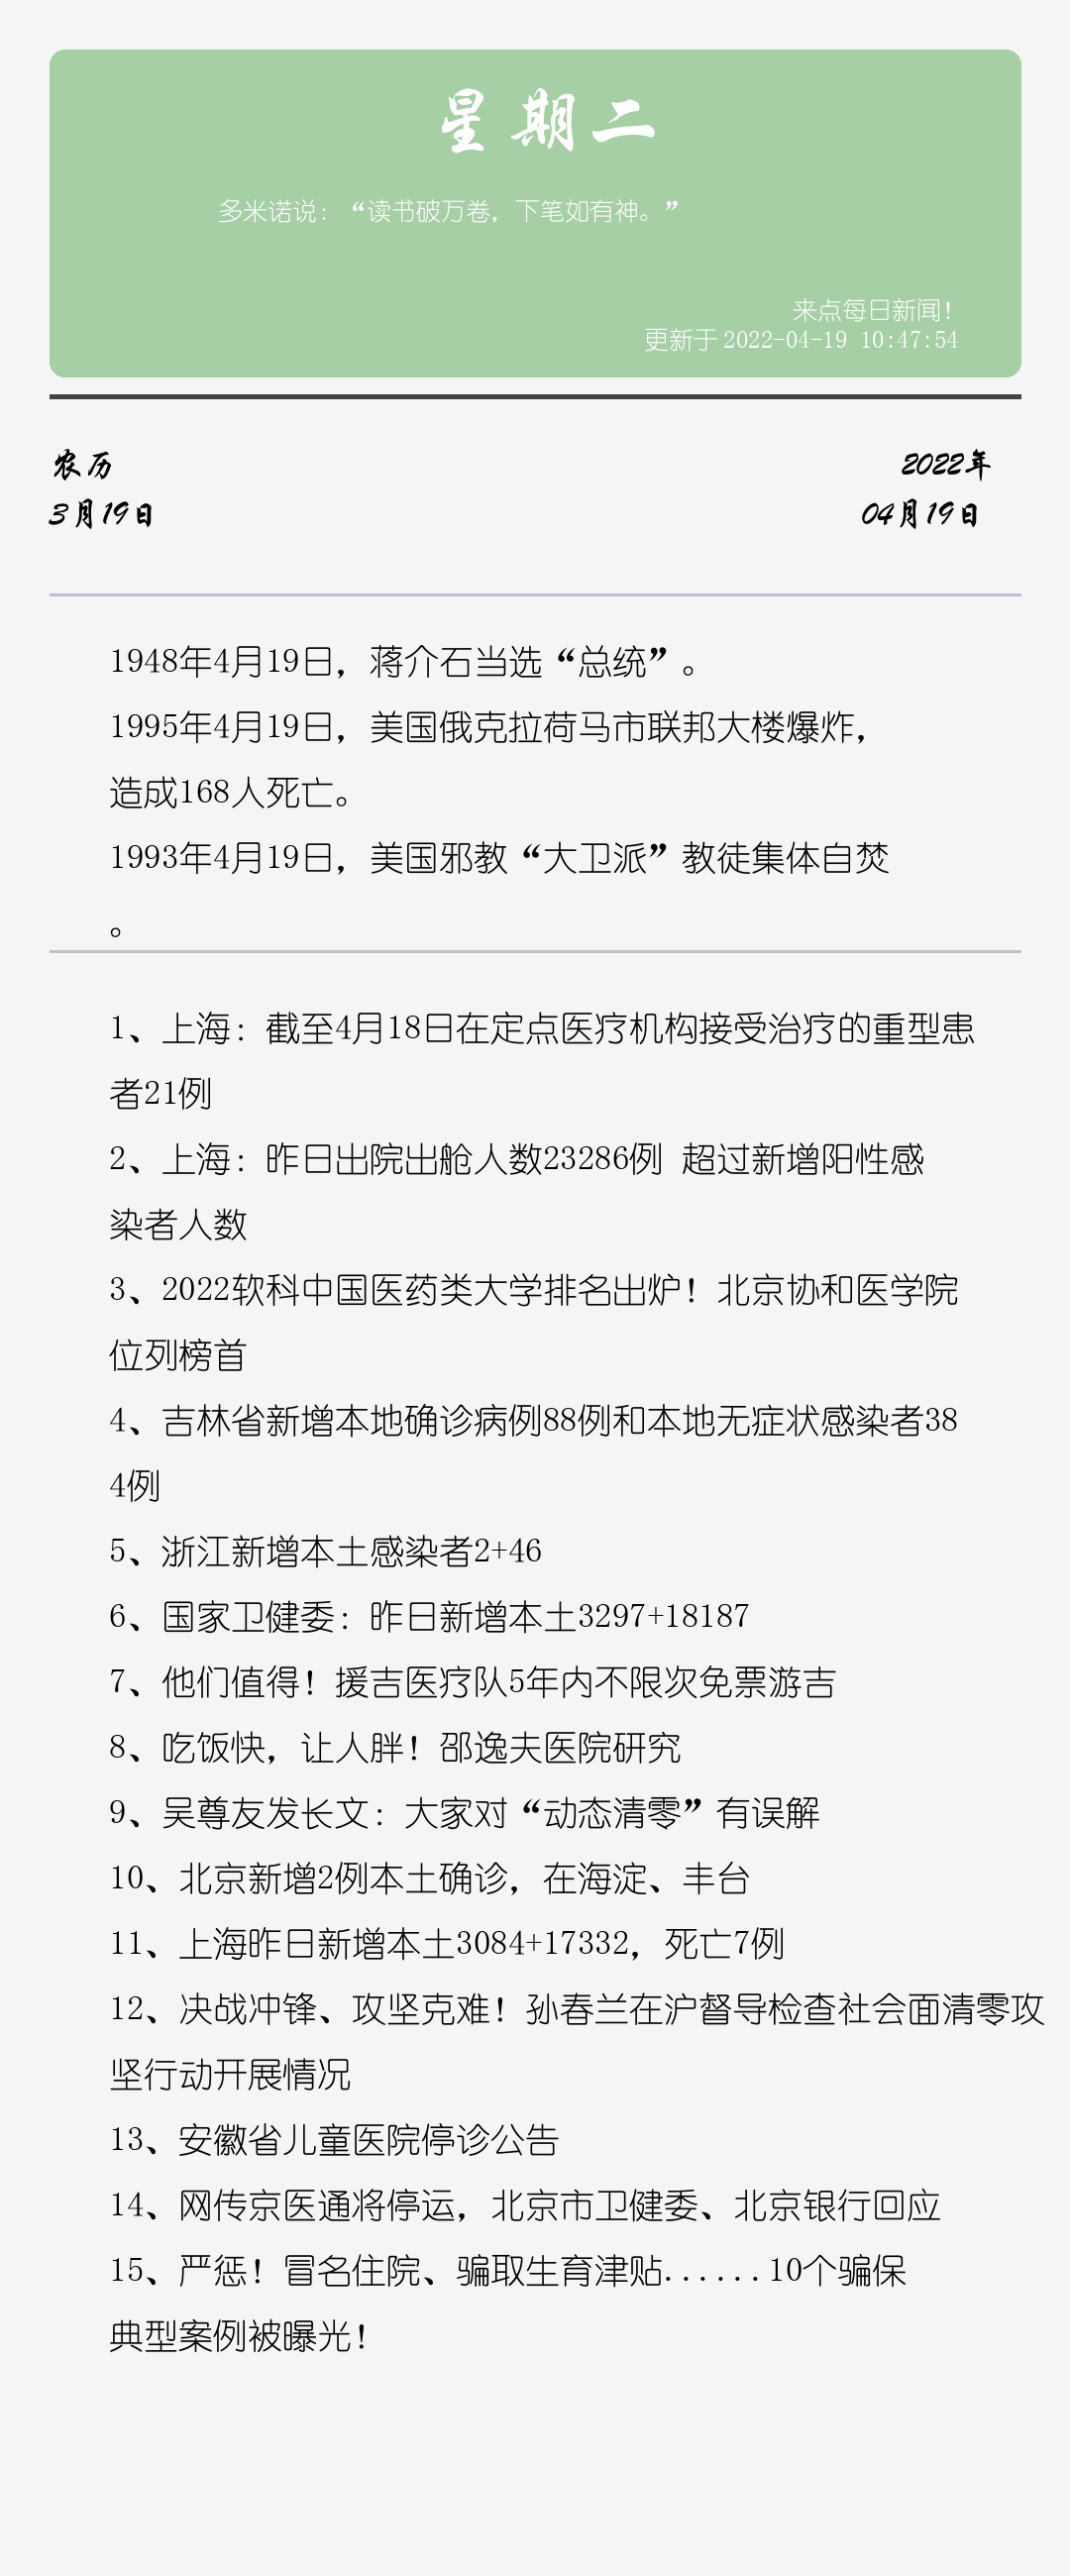 星期二
多米诺说：“读书破万卷，下笔如有神。”
来点每日新闻！
更新于 2022-04-19 10:47:54
农历
3月19日
2022年
04月19日
1948年4月19日，蒋介石当选“总统”。
1995年4月19日，美国俄克拉荷马市联邦大楼爆炸，
造成168人死亡。
1993年4月19日，美国邪教“大卫派”教徒集体自焚
。
1、上海：截至4月18日在定点医疗机构接受治疗的重型患
者21例
2、上海：昨日出院出舱人数23286例 超过新增阳性感
染者人数
3、2022软科中国医药类大学排名出炉！北京协和医学院
位列榜首
4、吉林省新增本地确诊病例88例和本地无症状感染者38
4例
5、浙江新增本土感染者2+46
6、国家卫健委：昨日新增本土3297+18187
7、他们值得！援吉医疗队5年内不限次免票游吉
8、吃饭快，让人胖！邵逸夫医院研究
9、吴尊友发长文：大家对“动态清零”有误解
10、北京新增2例本土确诊，在海淀、丰台
11、上海昨日新增本土3084+17332，死亡7例
12、决战冲锋、攻坚克难！孙春兰在沪督导检查社会面清零攻
坚行动开展情况
13、安徽省儿童医院停诊公告
14、网传京医通将停运，北京市卫健委、北京银行回应
15、严惩！冒名住院、骗取生育津贴......10个骗保
典型案例被曝光！